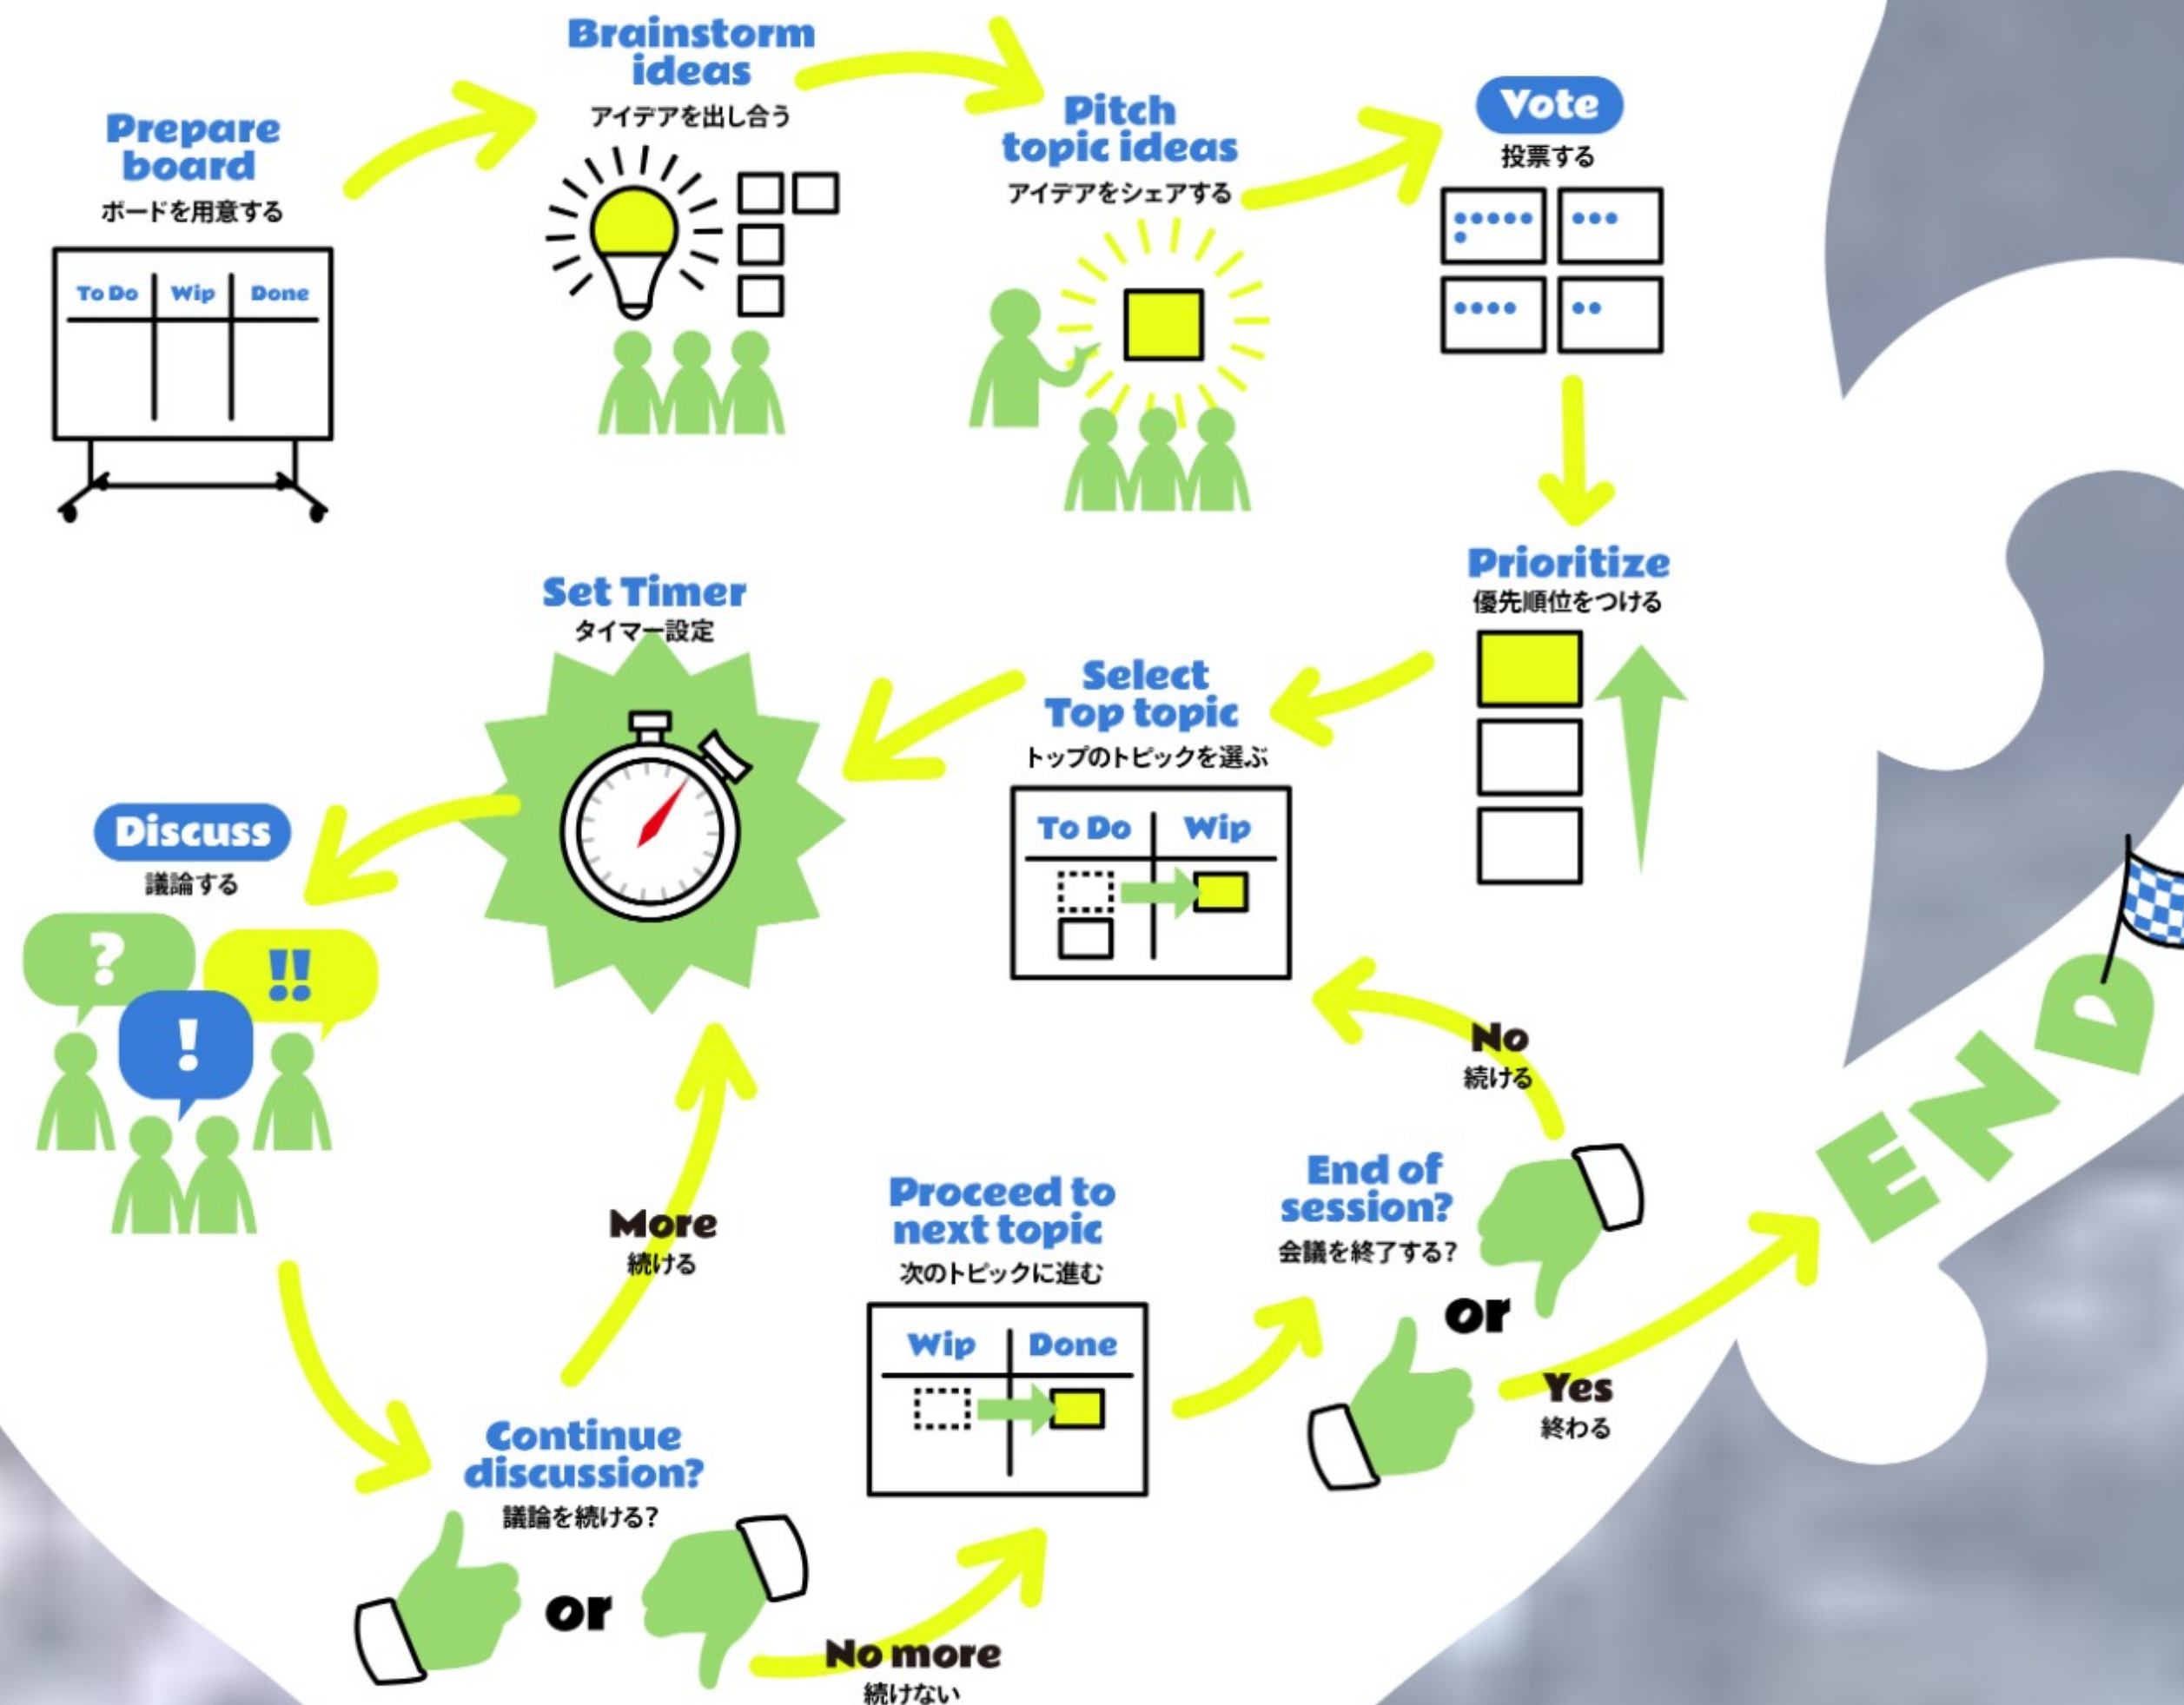 Prepare
board
ボードを用意する
To Do Wip Done
Brainstorm
ideas
アイデアを出し合う
Pitch
topic ideas
アイデアをシェアする
Vote
投票する
Prioritize
優先順位をつける
Select
Top topic
トップのトピックを選ぶ
To Do Wip
Set Timer
タイマー設定
Discuss
議論する
?
!!
!
Continue
discussion?
議論を続ける?
or
More
続ける
No more
続けない
Proceed to
next topic
次のトピックに進む
Wip Done
End of
session?
会議を終了する?
or
No
続ける
Yes
終わる
END